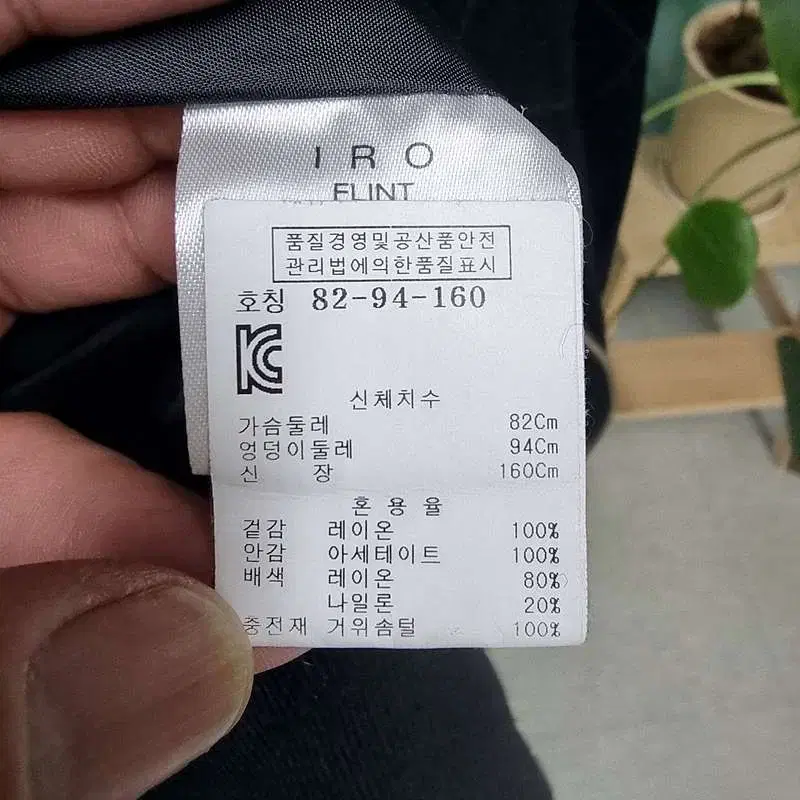 IRO
FLINT
품질경영및공산품안전
관리법에의한품질표시
호칭 82-94-160
신체치수
가슴둘레 82Cm
엉덩이둘레 94Cm
신 장 160Cm
혼 용 율
겉감 레이온 100%
안감 아세테이트 100%
배색 레이온 80%
나일론 20%
충전재 거위솜털 100%